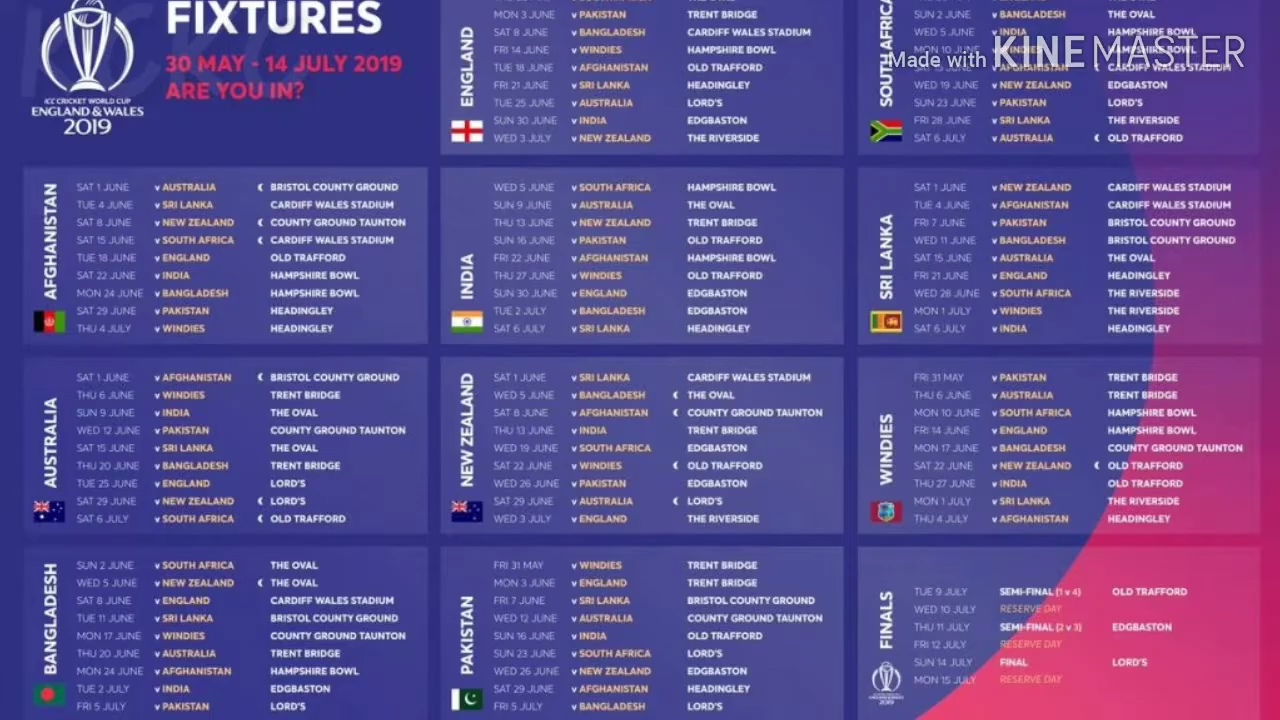 FIXTURES
30 MAY - 14 JULY 2019
ARE YOU IN?
ICC CRICKET WORLD CUP
ENGLAND & WALES
2019
Made with KINEMASTER
ENGLAND
MON 3 JUNE v PAKISTAN TRENT BRIDGE
SAT 8 JUNE v BANGLADESH CARDIFF WALES STADIUM
FRI 14 JUNE v WINDIES HAMPSHIRE BOWL
TUE 18 JUNE v AFGHANISTAN OLD TRAFFORD
FRI 21 JUNE v SRI LANKA HEADINGLEY
TUE 25 JUNE v AUSTRALIA LORD'S
SUN 30 JUNE v INDIA EDGBASTON
WED 3 JULY v NEW ZEALAND THE RIVERSIDE
SOUTH AFRICA
SUN 2 JUNE v BANGLADESH THE OVAL
WED 5 JUNE v INDIA HAMPSHIRE BOWL
MON 10 JUNE v WINDIES HAMPSHIRE BOWL
SAT 15 JUNE v AFGHANISTAN CARDIFF WALES STADIUM
WED 19 JUNE v NEW ZEALAND EDGBASTON
SUN 23 JUNE v PAKISTAN LORD'S
FRI 28 JUNE v SRI LANKA THE RIVERSIDE
SAT 6 JULY v AUSTRALIA OLD TRAFFORD
AFGHANISTAN
SAT 1 JUNE v AUSTRALIA BRISTOL COUNTY GROUND
TUE 4 JUNE v SRI LANKA CARDIFF WALES STADIUM
SAT 8 JUNE v NEW ZEALAND COUNTY GROUND TAUNTON
SAT 15 JUNE v SOUTH AFRICA CARDIFF WALES STADIUM
TUE 18 JUNE v ENGLAND OLD TRAFFORD
SAT 22 JUNE v INDIA HAMPSHIRE BOWL
MON 24 JUNE v BANGLADESH HAMPSHIRE BOWL
SAT 29 JUNE v PAKISTAN HEADINGLEY
THU 4 JULY v WINDIES HEADINGLEY
INDIA
WED 5 JUNE v SOUTH AFRICA HAMPSHIRE BOWL
SUN 9 JUNE v AUSTRALIA THE OVAL
THU 13 JUNE v NEW ZEALAND TRENT BRIDGE
SUN 16 JUNE v PAKISTAN OLD TRAFFORD
FRI 22 JUNE v AFGHANISTAN HAMPSHIRE BOWL
THU 27 JUNE v WINDIES OLD TRAFFORD
SUN 30 JUNE v ENGLAND EDGBASTON
TUE 2 JULY v BANGLADESH EDGBASTON
SAT 6 JULY v SRI LANKA HEADINGLEY
SRI LANKA
SAT 1 JUNE v NEW ZEALAND CARDIFF WALES STADIUM
TUE 4 JUNE v AFGHANISTAN CARDIFF WALES STADIUM
FRI 7 JUNE v PAKISTAN BRISTOL COUNTY GROUND
WED 11 JUNE v BANGLADESH BRISTOL COUNTY GROUND
SAT 15 JUNE v AUSTRALIA THE OVAL
FRI 21 JUNE v ENGLAND HEADINGLEY
WED 28 JUNE v SOUTH AFRICA THE RIVERSIDE
MON 1 JULY v WINDIES THE RIVERSIDE
SAT 6 JULY v INDIA HEADINGLEY
AUSTRALIA
SAT 1 JUNE v AFGHANISTAN BRISTOL COUNTY GROUND
THU 6 JUNE v WINDIES TRENT BRIDGE
SUN 9 JUNE v INDIA THE OVAL
WED 12 JUNE v PAKISTAN COUNTY GROUND TAUNTON
SAT 15 JUNE v SRI LANKA THE OVAL
THU 20 JUNE v BANGLADESH TRENT BRIDGE
TUE 25 JUNE v ENGLAND LORD'S
SAT 29 JUNE v NEW ZEALAND LORD'S
SAT 6 JULY v SOUTH AFRICA OLD TRAFFORD
NEW ZEALAND
SAT 1 JUNE v SRI LANKA CARDIFF WALES STADIUM
WED 5 JUNE v BANGLADESH THE OVAL
SAT 8 JUNE v AFGHANISTAN COUNTY GROUND TAUNTON
THU 13 JUNE v INDIA TRENT BRIDGE
WED 19 JUNE v SOUTH AFRICA EDGBASTON
SAT 22 JUNE v WINDIES OLD TRAFFORD
WED 26 JUNE v PAKISTAN EDGBASTON
SAT 29 JUNE v AUSTRALIA LORD'S
WED 3 JULY v ENGLAND THE RIVERSIDE
WINDIES
FRI 31 MAY v PAKISTAN TRENT BRIDGE
THU 6 JUNE v AUSTRALIA TRENT BRIDGE
MON 10 JUNE v SOUTH AFRICA HAMPSHIRE BOWL
FRI 14 JUNE v ENGLAND HAMPSHIRE BOWL
MON 17 JUNE v BANGLADESH COUNTY GROUND TAUNTON
SAT 22 JUNE v NEW ZEALAND OLD TRAFFORD
THU 27 JUNE v INDIA OLD TRAFFORD
MON 1 JULY v SRI LANKA THE RIVERSIDE
THU 4 JULY v AFGHANISTAN HEADINGLEY
BANGLADESH
SUN 2 JUNE v SOUTH AFRICA THE OVAL
WED 5 JUNE v NEW ZEALAND THE OVAL
SAT 8 JUNE v ENGLAND CARDIFF WALES STADIUM
TUE 11 JUNE v SRI LANKA BRISTOL COUNTY GROUND
MON 17 JUNE v WINDIES COUNTY GROUND TAUNTON
THU 20 JUNE v AUSTRALIA TRENT BRIDGE
MON 24 JUNE v AFGHANISTAN HAMPSHIRE BOWL
TUE 2 JULY v INDIA EDGBASTON
FRI 5 JULY v PAKISTAN LORD'S
PAKISTAN
FRI 31 MAY v WINDIES TRENT BRIDGE
MON 3 JUNE v ENGLAND TRENT BRIDGE
FRI 7 JUNE v SRI LANKA BRISTOL COUNTY GROUND
WED 12 JUNE v AUSTRALIA COUNTY GROUND TAUNTON
SUN 16 JUNE v INDIA OLD TRAFFORD
SUN 23 JUNE v SOUTH AFRICA LORD'S
WED 26 JUNE v NEW ZEALAND EDGBASTON
SAT 29 JUNE v AFGHANISTAN HEADINGLEY
FRI 5 JULY v BANGLADESH LORD'S
FINALS
TUE 9 JULY SEMI-FINAL (1 v 4) OLD TRAFFORD
WED 10 JULY RESERVE DAY
THU 11 JULY SEMI-FINAL (2 v 3) EDGBASTON
FRI 12 JULY RESERVE DAY
SUN 14 JULY FINAL LORD'S
MON 15 JULY RESERVE DAY